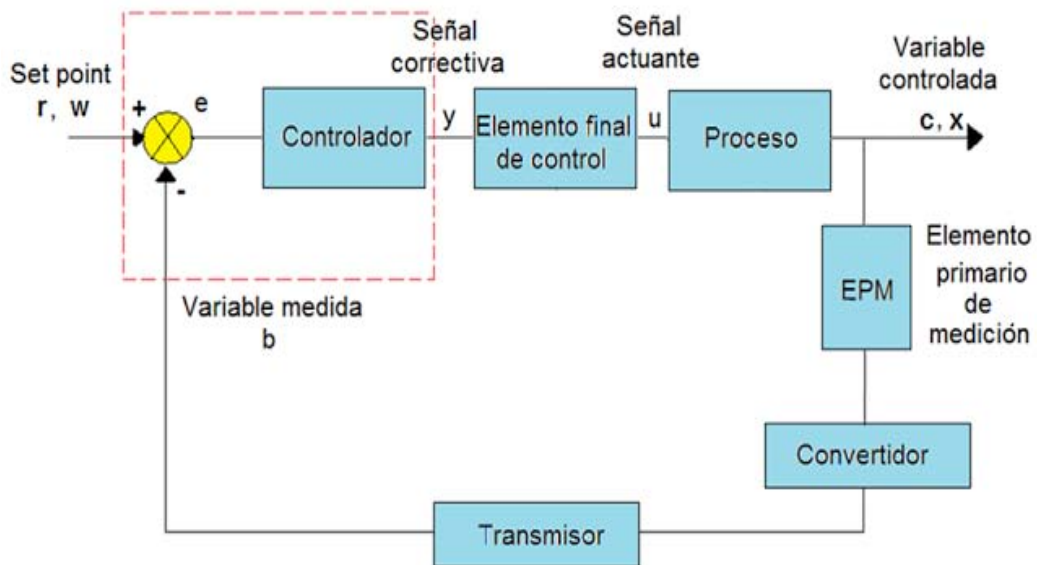 Set point
r, w
+
-
e
Controlador
Señal
correctiva
y
Elemento final
de control
Señal
actuante
u
Proceso
Variable
controlada
c, x
EPM
Elemento
primario
de
medición
Convertidor
Transmisor
Variable medida
b